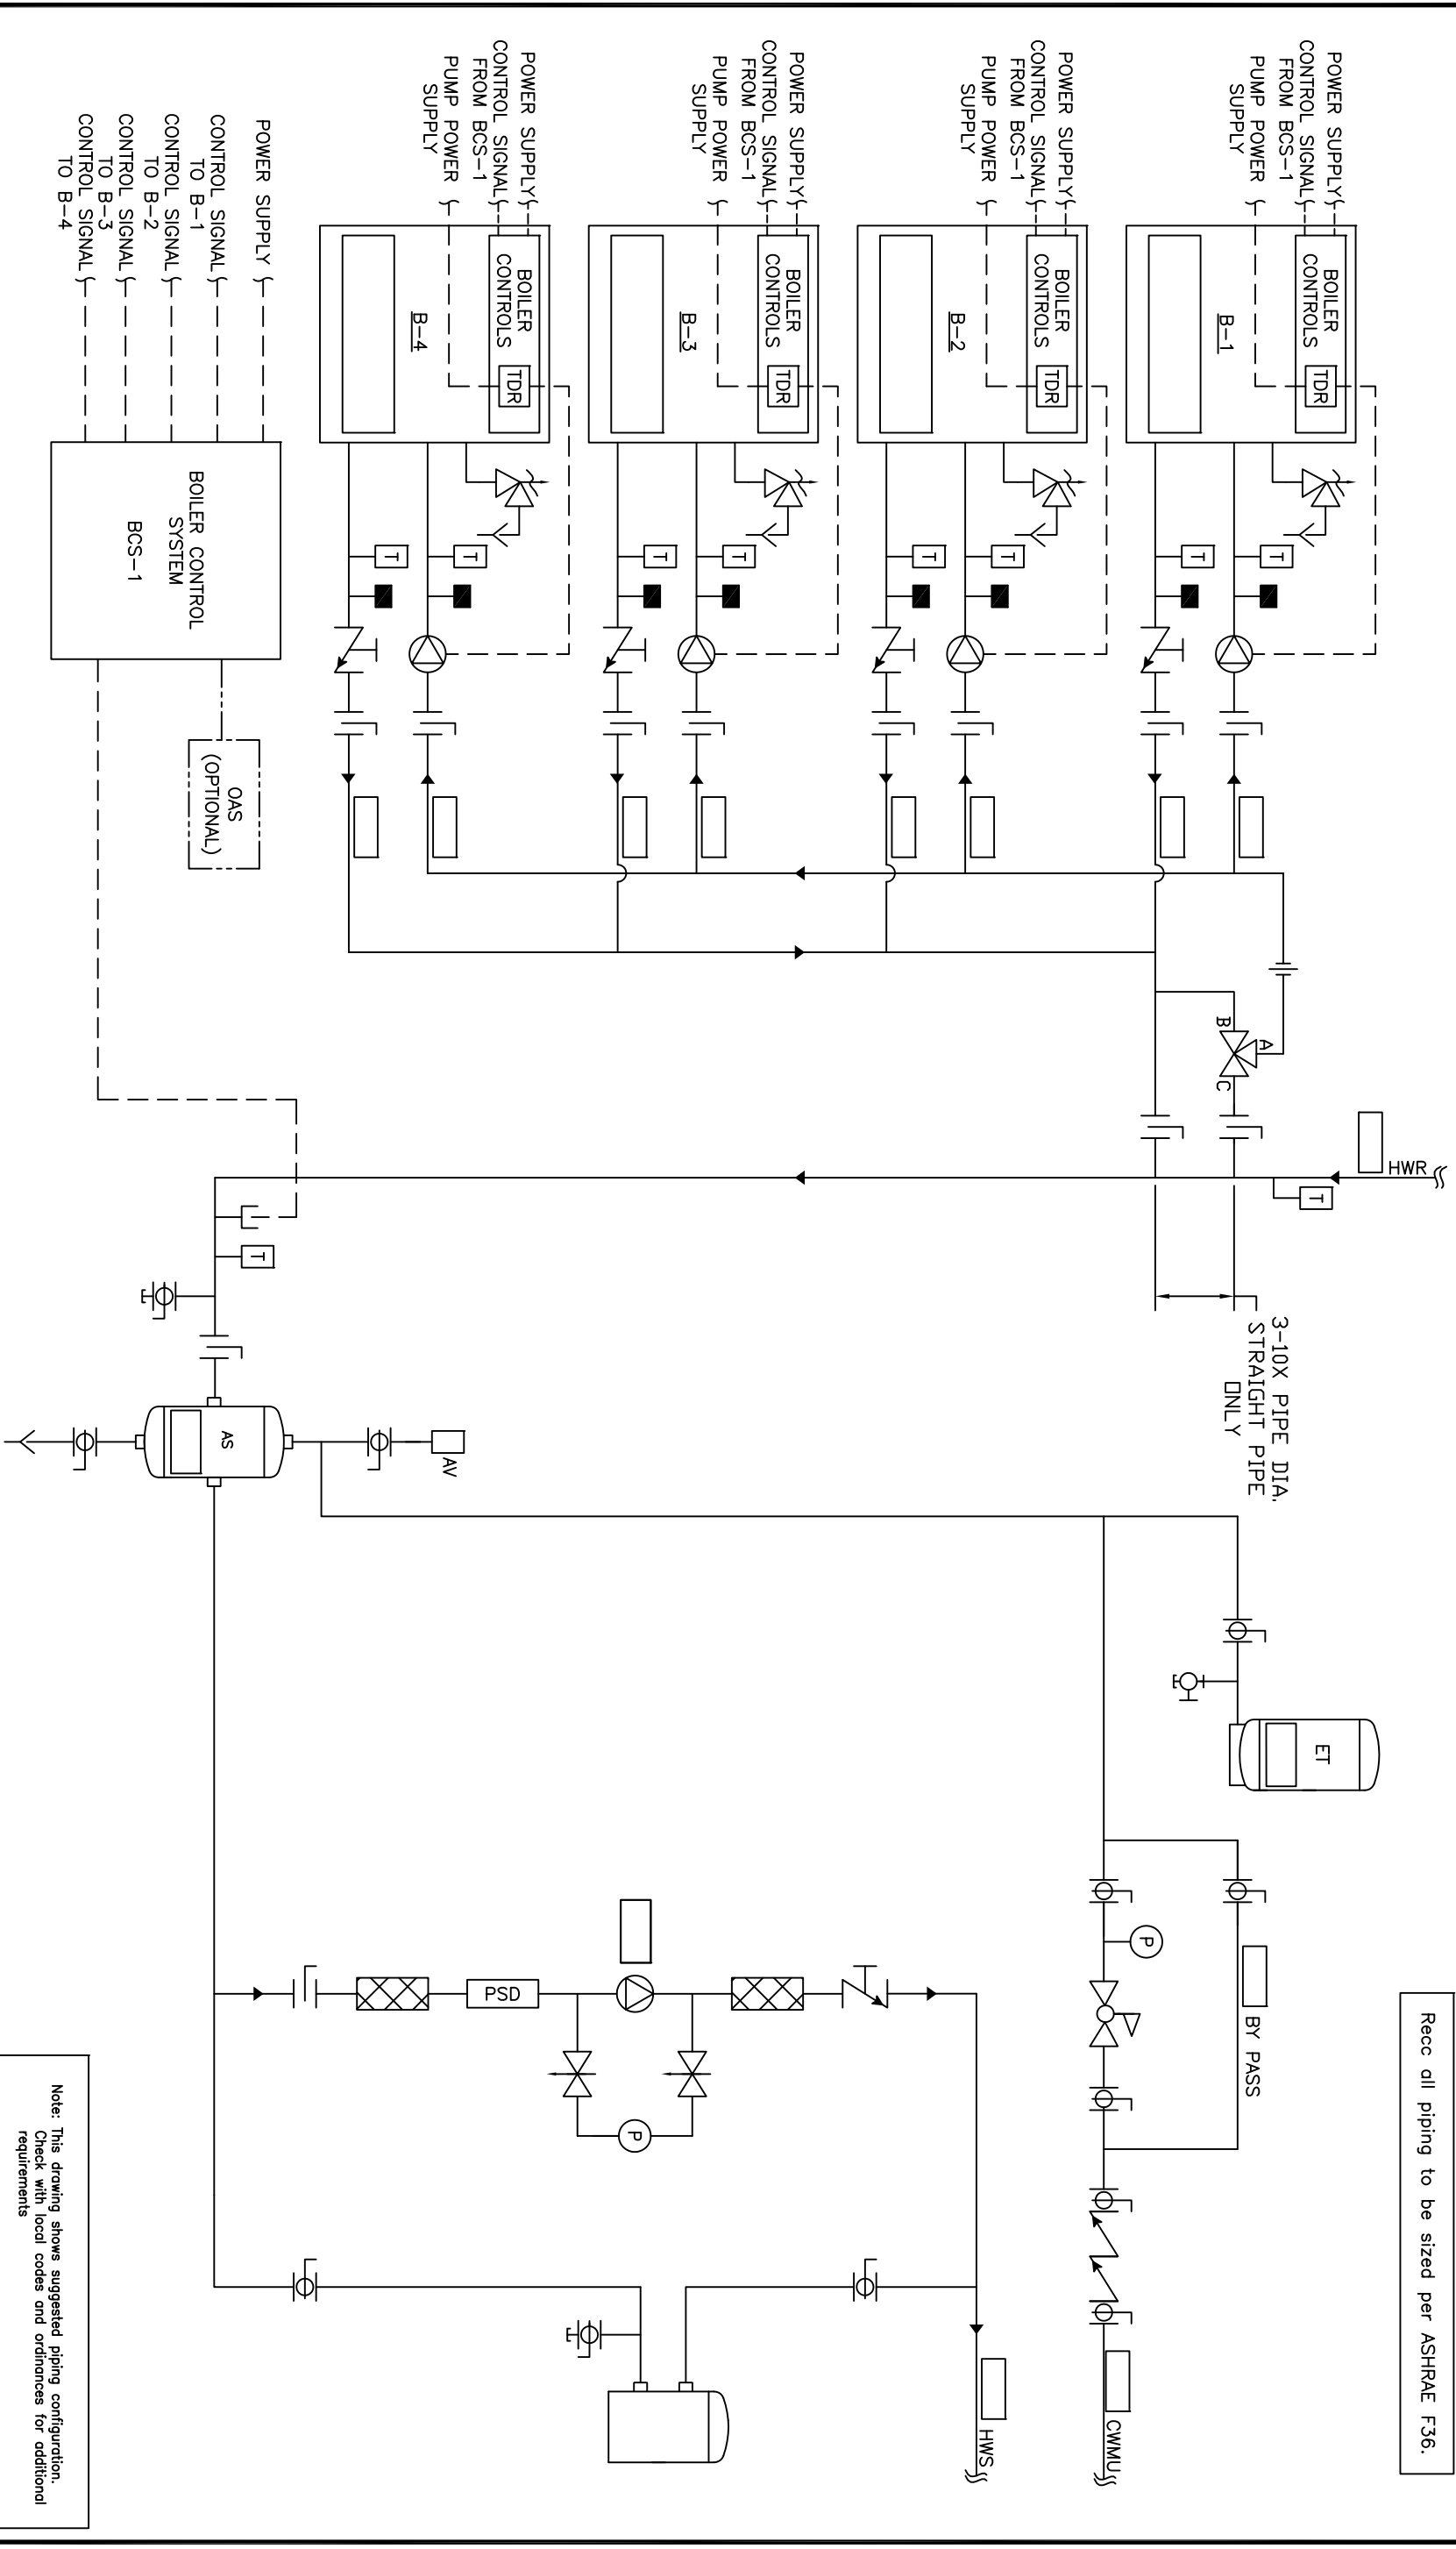 POWER SUPPLY
CONTROL SIGNAL
FROM BCS-1
PUMP POWER
SUPPLY
BOILER
CONTROLS
TDR
B-1
POWER SUPPLY
CONTROL SIGNAL
FROM BCS-1
PUMP POWER
SUPPLY
BOILER
CONTROLS
TDR
B-2
POWER SUPPLY
CONTROL SIGNAL
FROM BCS-1
PUMP POWER
SUPPLY
BOILER
CONTROLS
TDR
B-3
POWER SUPPLY
CONTROL SIGNAL
FROM BCS-1
PUMP POWER
SUPPLY
BOILER
CONTROLS
TDR
B-4
POWER SUPPLY
CONTROL SIGNAL
TO B-1
CONTROL SIGNAL
TO B-2
CONTROL SIGNAL
TO B-3
CONTROL SIGNAL
TO B-4
BOILER CONTROL
SYSTEM
BCS-1
OAS
(OPTIONAL)
T
T
T
T
T
T
T
T
A
B
C
HWR
T
T
3-10X PIPE DIA.
STRAIGHT PIPE
ONLY
AS
AV
ET
P
BY PASS
PSD
P
HWS
CWMU
Recc all piping to be sized per ASHRAE F36.
Note: This drawing shows suggested piping configuration.
Check with local codes and ordinances for additional
requirements